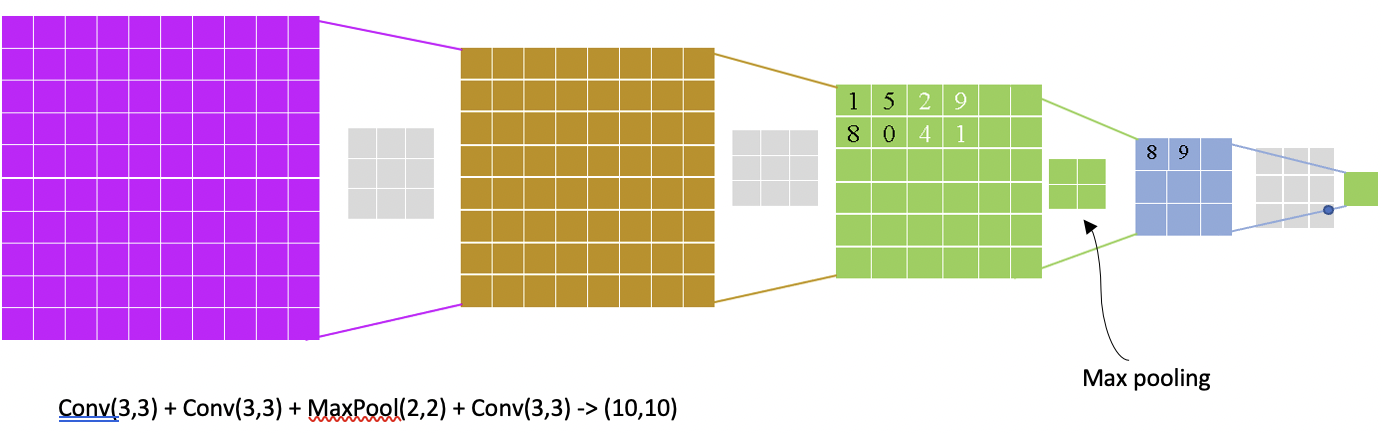 1 5 2 9
8 0 4 1
8 9
Max pooling
Conv(3,3) + Conv(3,3) + MaxPool(2,2) + Conv(3,3) -> (10,10)